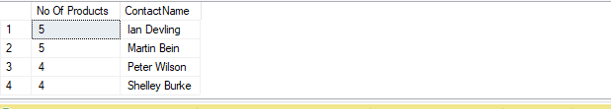 No Of Products ContactName
1 5 Ian Devling
2 5 Martin Bein
3 4 Peter Wilson
4 4 Shelley Burke